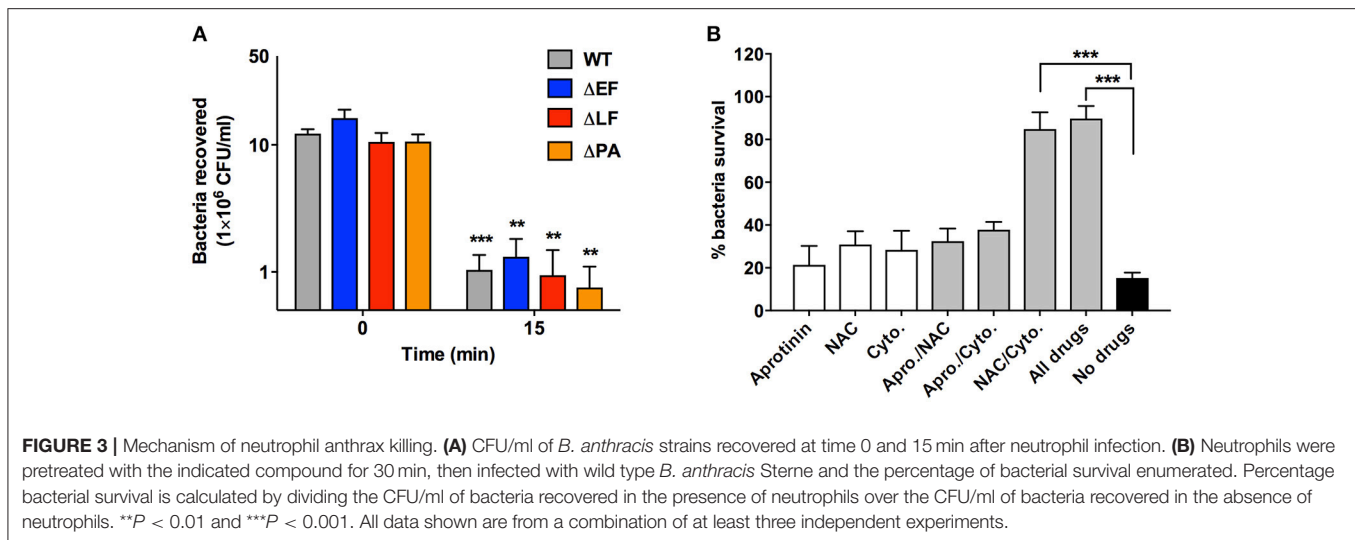 A
50
10
1
Bacteria recovered
(1×10⁶ CFU/ml)
WT
ΔEF
ΔLF
ΔPA
***
**
**
**
0
15
Time (min)
B
120
100
80
60
40
20
0
% bacteria survival
***
***
Aprotinin
NAC
Cyto.
Apro./NAC
Apro./Cyto.
NAC/Cyto.
All drugs
No drugs
FIGURE 3 | Mechanism of neutrophil anthrax killing. (A) CFU/ml of B. anthracis strains recovered at time 0 and 15 min after neutrophil infection. (B) Neutrophils were
pretreated with the indicated compound for 30 min, then infected with wild type B. anthracis Sterne and the percentage of bacterial survival enumerated. Percentage
bacterial survival is calculated by dividing the CFU/ml of bacteria recovered in the presence of neutrophils over the CFU/ml of bacteria recovered in the absence of
neutrophils. **P < 0.01 and ***P < 0.001. All data shown are from a combination of at least three independent experiments.